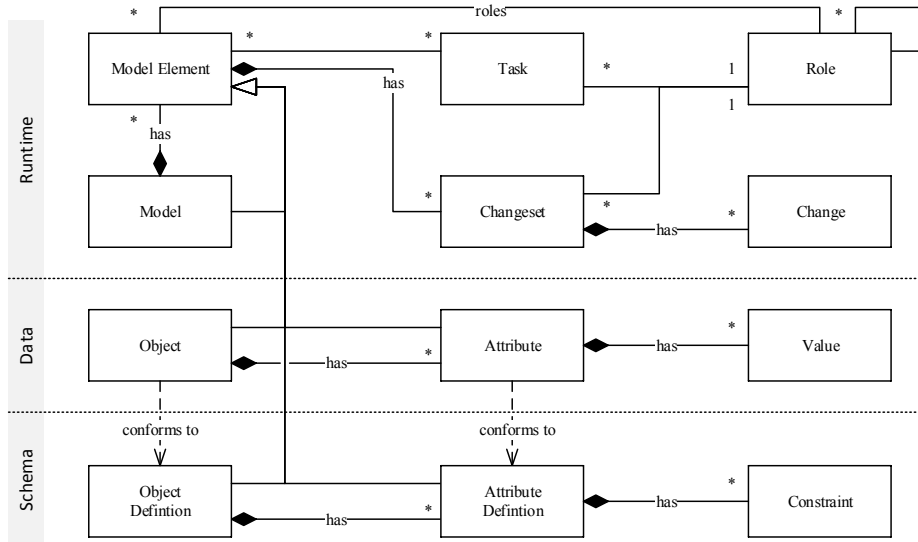 roles
*
*
*
*
Model Element
Task
*
1
Role
has
*
has
1
Runtime
*
*
*
Model
Changeset
has
Change
Data
Object
has
*
Attribute
has
*
Value
conforms to
conforms to
Schema
Object
Defintion
has
*
Attribute
Defintion
has
*
Constraint